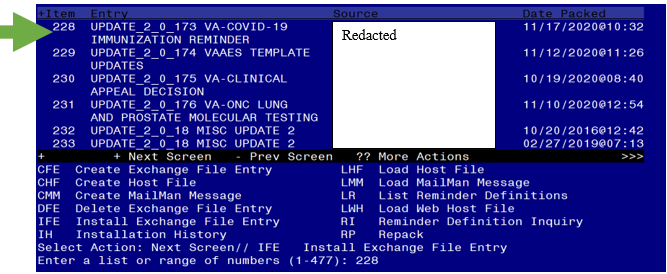 +Item  Entry  Source  Date Packed
228  UPDATE_2_0_173 VA-COVID-19  11/17/2020@10:32
IMMUNIZATION REMINDER
229  UPDATE_2_0_174 VAAES TEMPLATE  11/12/2020@11:26
UPDATES
230  UPDATE_2_0_175 VA-CLINICAL  10/19/2020@08:40
APPEAL DECISION
231  UPDATE_2_0_176 VA-ONC LUNG  11/10/2020@12:54
AND PROSTATE MOLECULAR TESTING
232  UPDATE_2_0_18 MISC UPDATE 2  10/20/2016@12:42
233  UPDATE_2_0_18 MISC UPDATE 2  02/27/2019@07:13
Redacted
+  + Next Screen  - Prev Screen  ?? More Actions  >>>
CFE  Create Exchange File Entry  LHF  Load Host File
CHF  Create Host File  LMM  Load MailMan Message
CMM  Create MailMan Message  LR  List Reminder Definitions
DFE  Delete Exchange File Entry  LWH  Load Web Host File
IFE  Install Exchange File Entry  RI  Reminder Definition Inquiry
IH  Installation History  RP  Repack
Select Action: Next Screen// IFE  Install Exchange File Entry
Enter a list or range of numbers (1-477): 228